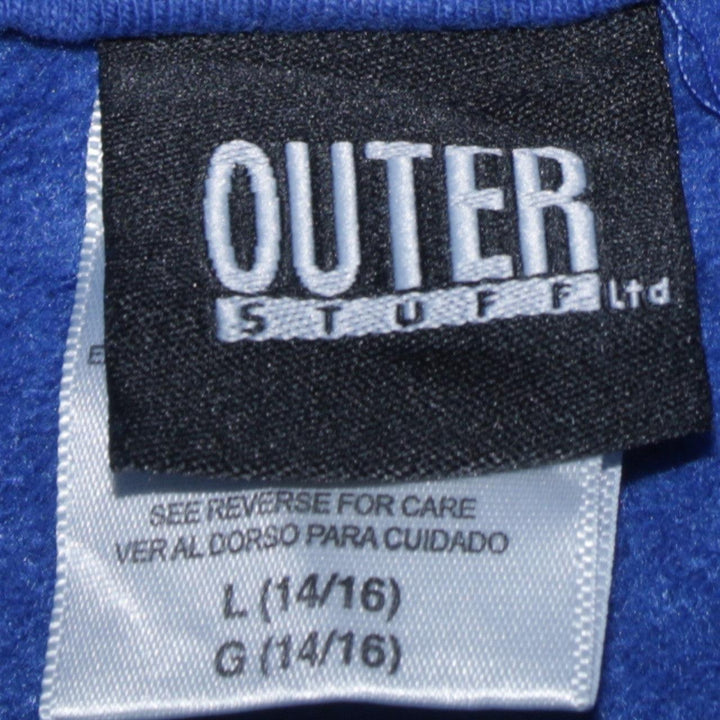 OUTER
STUFF Ltd
SEE REVERSE FOR CARE
VER AL DORSO PARA CUIDADO
L (14/16)
G (14/16)